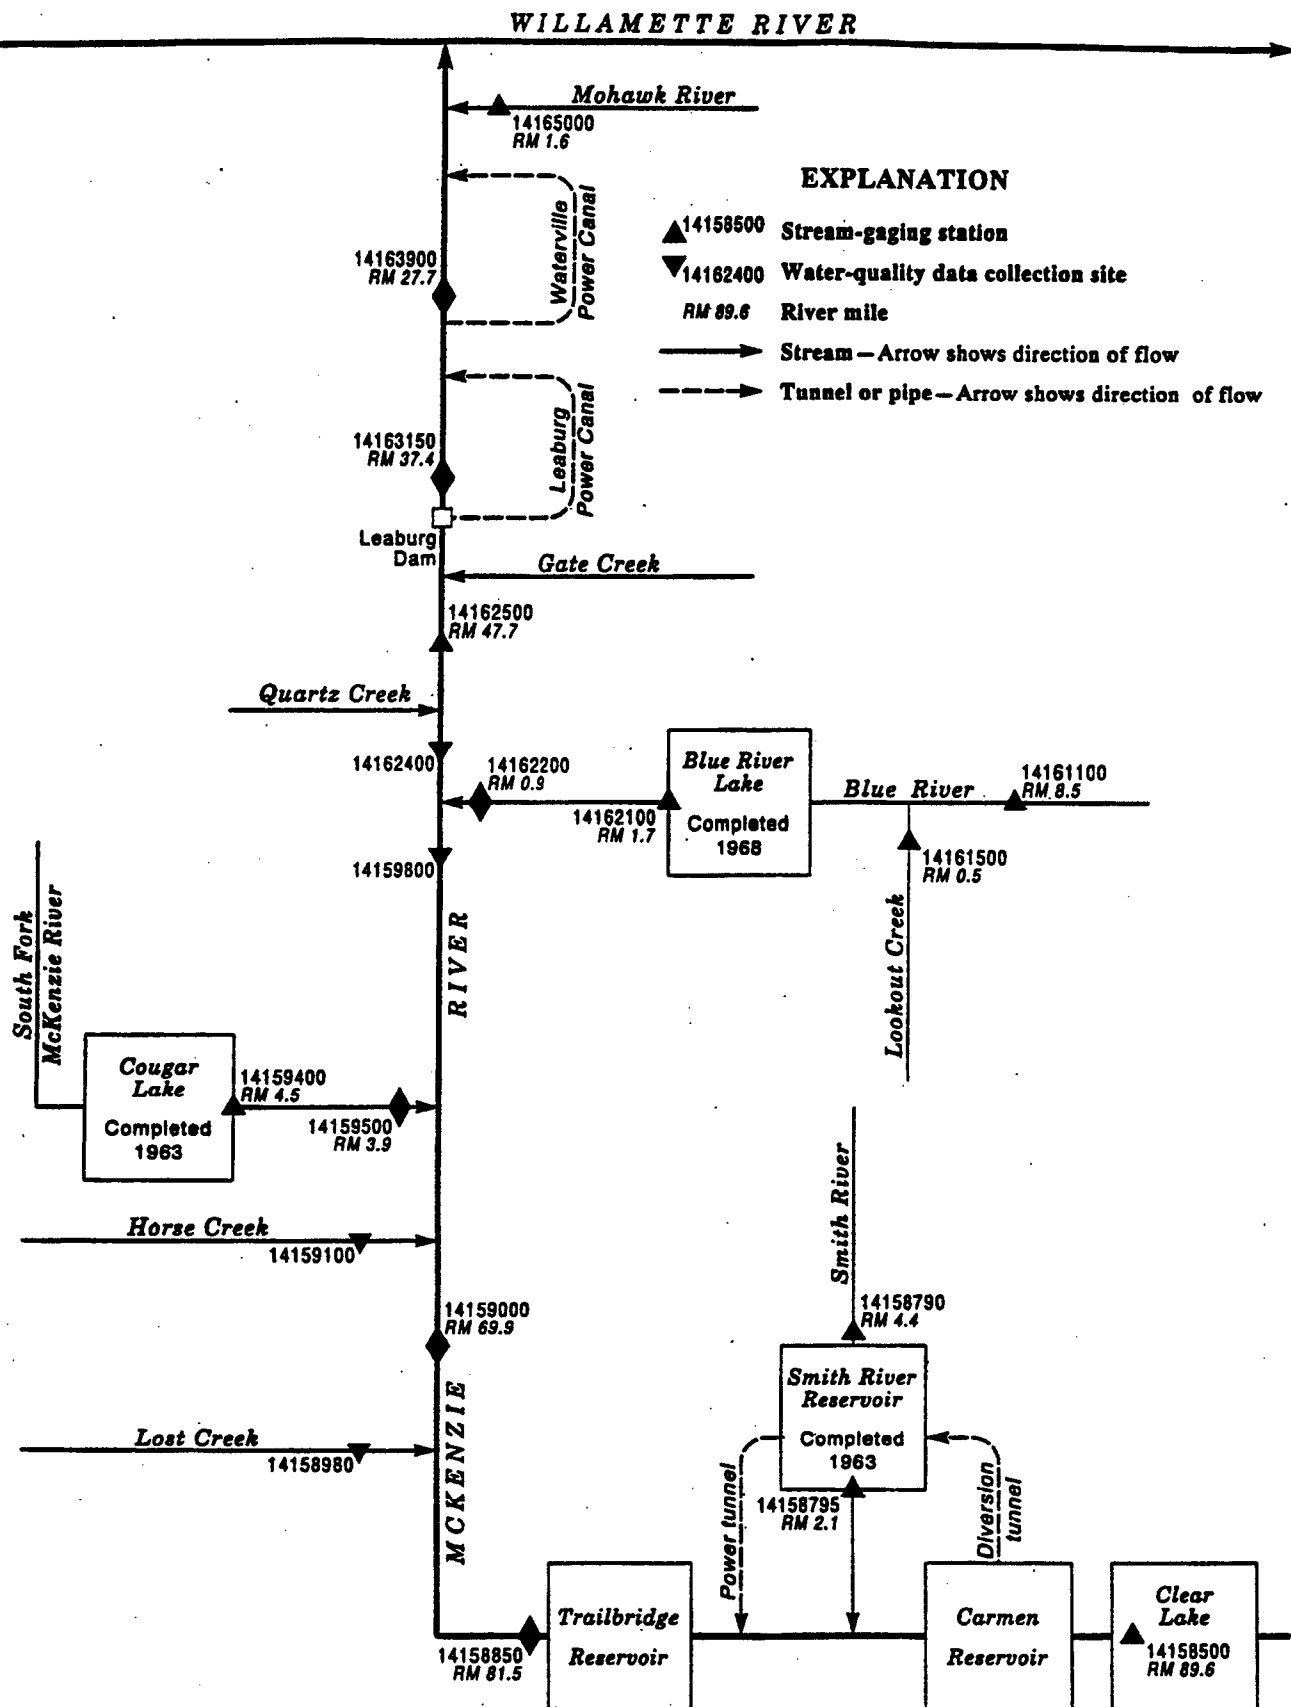 WILLAMETTE RIVER
Mohawk River
14165000
RM 1.6
EXPLANATION
14158500 Stream-gaging station
14162400 Water-quality data collection site
RM 89.6 River mile
Stream—Arrow shows direction of flow
Tunnel or pipe—Arrow shows direction of flow
Waterville
Power Canal
14163900
RM 27.7
Leaburg
Power Canal
14163150
RM 37.4
Leaburg
Dam
Gate Creek
14162500
RM 47.7
Quartz Creek
14162400
14162200
RM 0.9
14162100
RM 1.7
Blue River
Lake
Completed
1968
Blue River
14161100
RM 8.5
14161500
RM 0.5
Lookout Creek
14159800
South Fork
McKenzie River
RIVER
Cougar
Lake
Completed
1963
14159400
RM 4.5
14159500
RM 3.9
Horse Creek
14159100
Smith River
14158790
RM 4.4
14159000
RM 69.9
Smith River
Reservoir
Completed
1963
MCKENZIE
Lost Creek
14158980
Power tunnel
14158795
RM 2.1
Diversion
tunnel
Trailbridge
Reservoir
Carmen
Reservoir
Clear
Lake
14158500
RM 89.6
14158850
RM 81.5